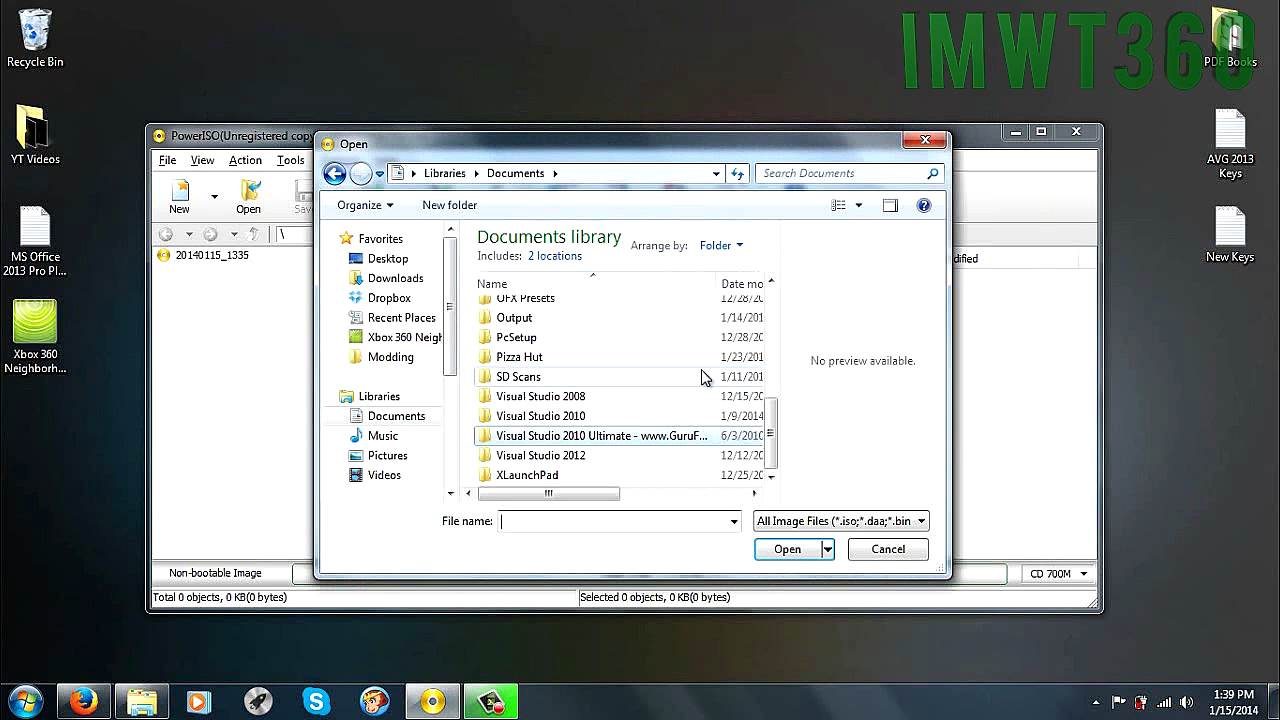 IMWT360
Recycle Bin
PDF Books
YT Videos
AVG 2013
Keys
MS Office
2013 Pro Pl...
New Keys
Xbox 360
Neighborh...
PowerISO(Unregistered copy
File View Action Tools
New Open Save
\
20140115_1335
Open
Libraries Documents
Search Documents
Organize New folder
Favorites
Desktop
Downloads
Dropbox
Recent Places
Xbox 360 Neigh
Modding
Libraries
Documents
Music
Pictures
Videos
Documents library
Includes: 2 locations
Arrange by: Folder
Name Date mo
OFX Presets 12/28/20
Output 1/14/201
PcSetup 12/28/20
Pizza Hut 1/23/201
SD Scans 1/11/201
Visual Studio 2008 12/15/20
Visual Studio 2010 1/9/2014
Visual Studio 2010 Ultimate - www.GuruF... 6/3/2010
Visual Studio 2012 12/12/20
XLaunchPad 12/25/20
No preview available.
dified
File name:
All Image Files (*.iso;*.daa;*.bin
Open Cancel
Non-bootable Image
CD 700M
Total 0 objects, 0 KB(0 bytes)
Selected 0 objects, 0 KB(0 bytes)
1:39 PM
1/15/2014